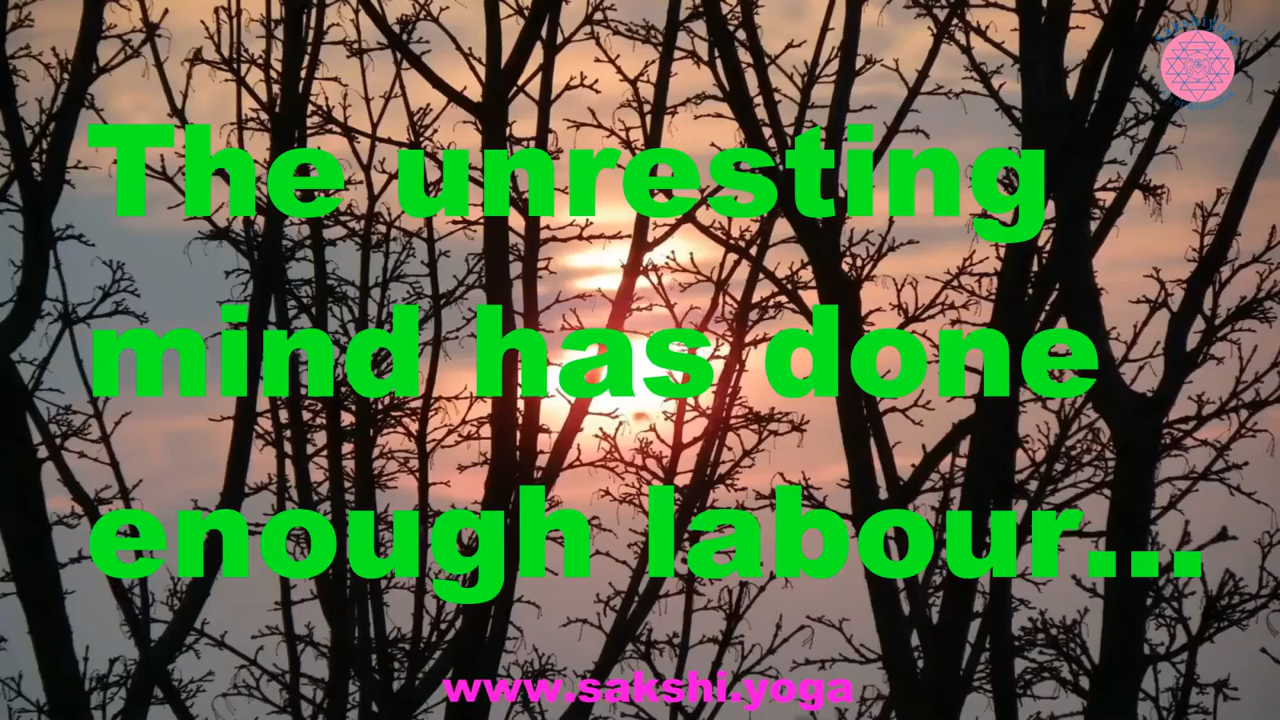 The unresting
mind has done
enough labour...
www.sakshi.yoga